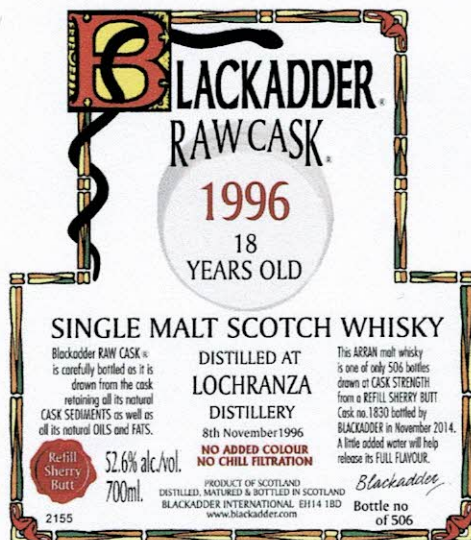 BLACKADDER®
RAW CASK®
1996
18
YEARS OLD
SINGLE MALT SCOTCH WHISKY
Blackadder RAW CASK®
is carefully bottled as it is
drawn from the cask
retaining all its natural
CASK SEDIMENTS as well as
all its natural OILS and FATS.
DISTILLED AT
LOCHRANZA
DISTILLERY
8th November1996
NO ADDED COLOUR
NO CHILL FILTRATION
This ARRAN malt whisky
is one of only 506 bottles
drawn at CASK STRENGTH
from a REFILL SHERRY BUTT
Cask no.1830 bottled by
BLACKADDER in November 2014.
A little added water will help
release its FULL FLAVOUR.
Refill
Sherry
Butt
52.6% alc./vol.
700ml.
PRODUCT OF SCOTLAND
DISTILLED, MATURED & BOTTLED IN SCOTLAND
BLACKADDER INTERNATIONAL EH14 1BD
www.blackadder.com
Blackadder
Bottle no
of 506
2155